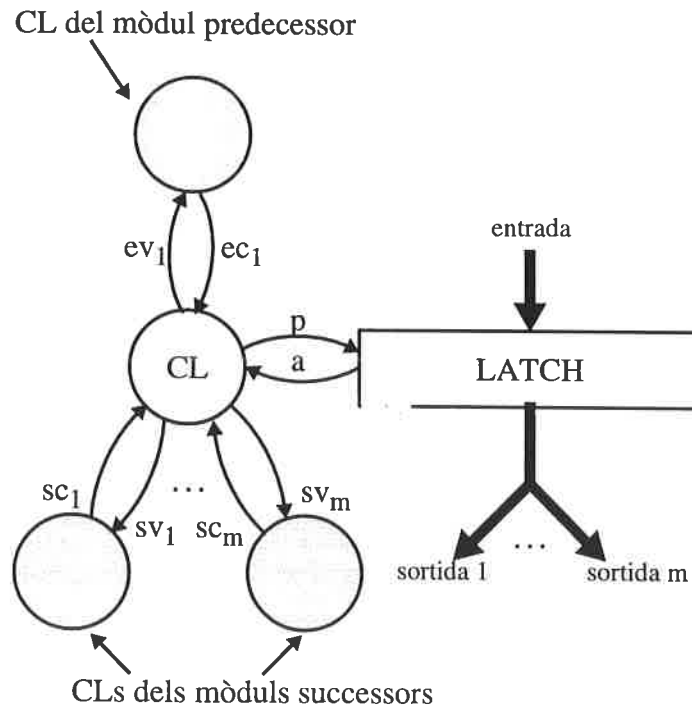 CL del mòdul predecessor
entrada
ev1
ec1
p
a
CL
LATCH
sc1
sv1
...
scm
svm
...
sortida 1
sortida m
CLs dels mòduls successors